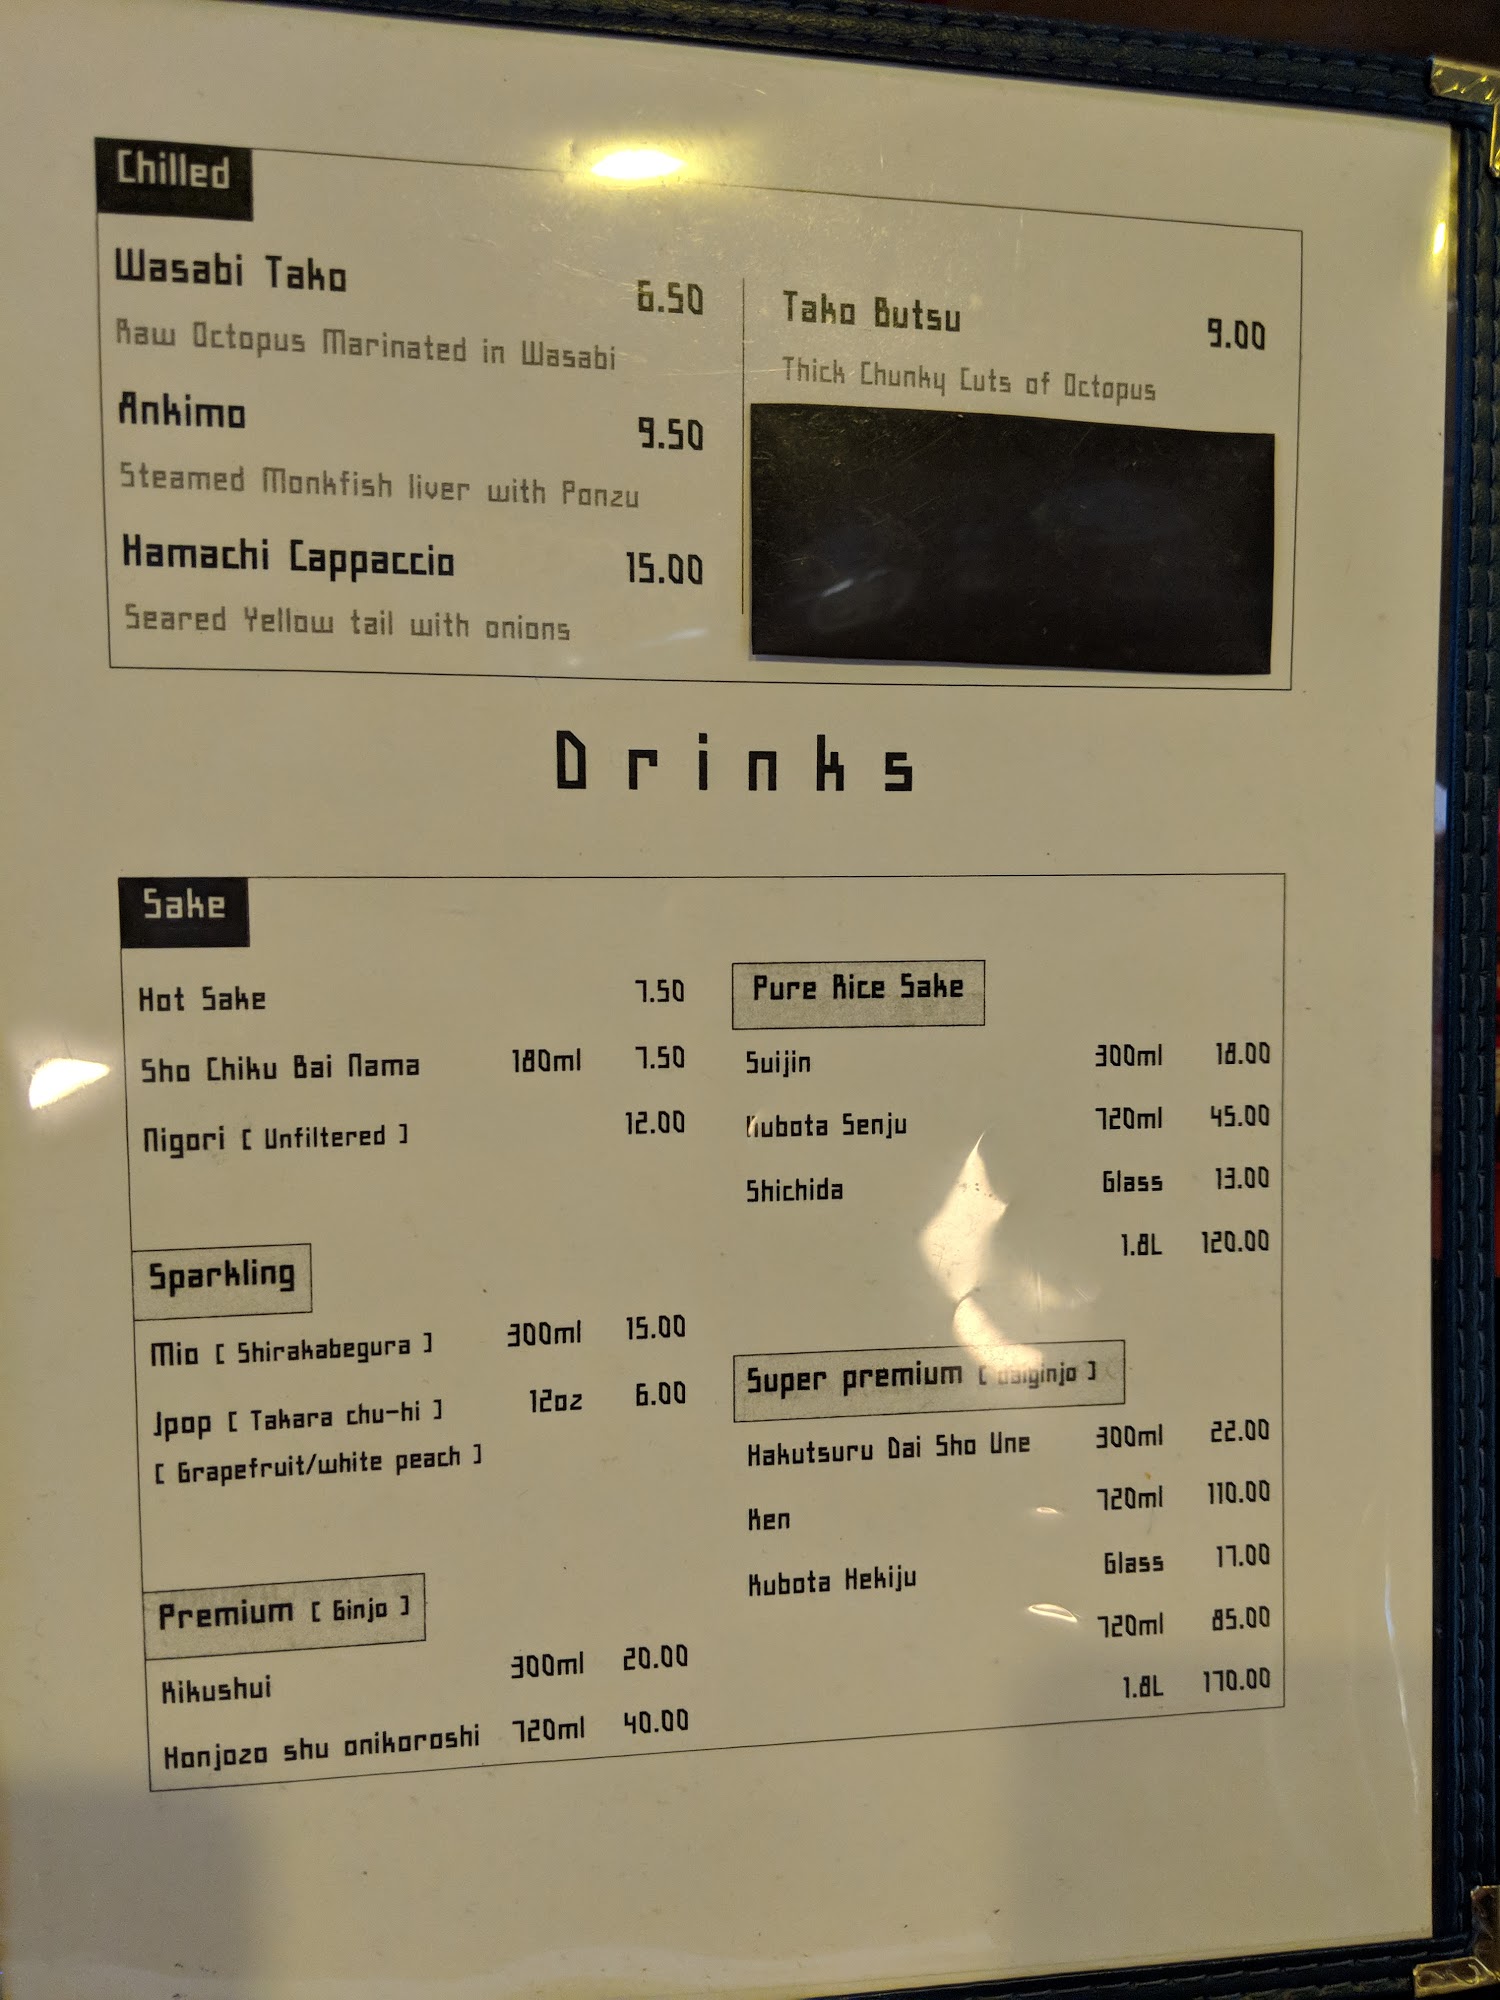 Chilled
Wasabi Tako 6.50
Raw Octopus Marinated in Wasabi
Ankimo 9.50
Steamed Monkfish liver with Ponzu
Hamachi Cappaccio 15.00
Seared Yellow tail with onions
Tako Butsu 9.00
Thick Chunky Cuts of Octopus
Drinks
Sake
Hot Sake 7.50
Sho Chiku Bai Nama 180ml 7.50
Nigori [ Unfiltered ] 12.00
Sparkling
Mio [ Shirakabegura ] 300ml 15.00
Jpop [ Takara chu-hi ] 12oz 6.00
[ Grapefruit/white peach ]
Premium [ Ginjo ]
Kikushui 300ml 20.00
Honjozo shu onikoroshi 720ml 40.00
Pure Rice Sake
Suijin 300ml 18.00
Kubota Senju 720ml 45.00
Shichida Glass 13.00
1.8L 120.00
Super premium [ daiginjo ]
Hakutsuru Dai Sho Une 300ml 22.00
Ken 720ml 110.00
Kubota Hekiju Glass 17.00
720ml 85.00
1.8L 170.00